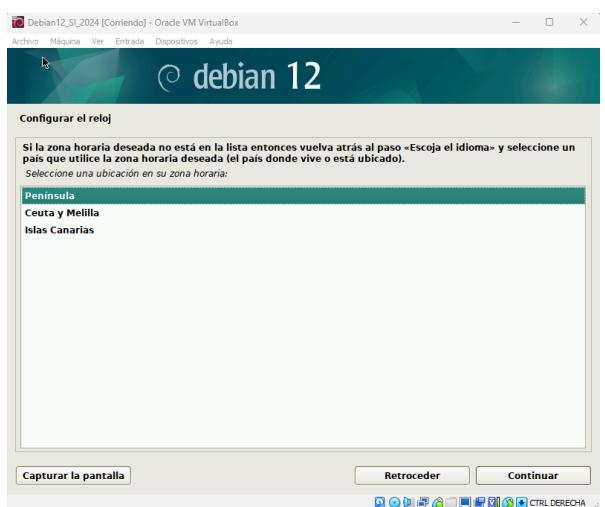 Debian12_SI_2024 [Corriendo] - Oracle VM VirtualBox
Archivo Máquina Ver Entrada Dispositivos Ayuda
debian 12
Configurar el reloj
Si la zona horaria deseada no está en la lista entonces vuelva atrás al paso «Escoja el idioma» y seleccione un
país que utilice la zona horaria deseada (el país donde vive o está ubicado).
Seleccione una ubicación en su zona horaria:
Península
Ceuta y Melilla
Islas Canarias
Capturar la pantalla
Retroceder
Continuar
CTRL DERECHA